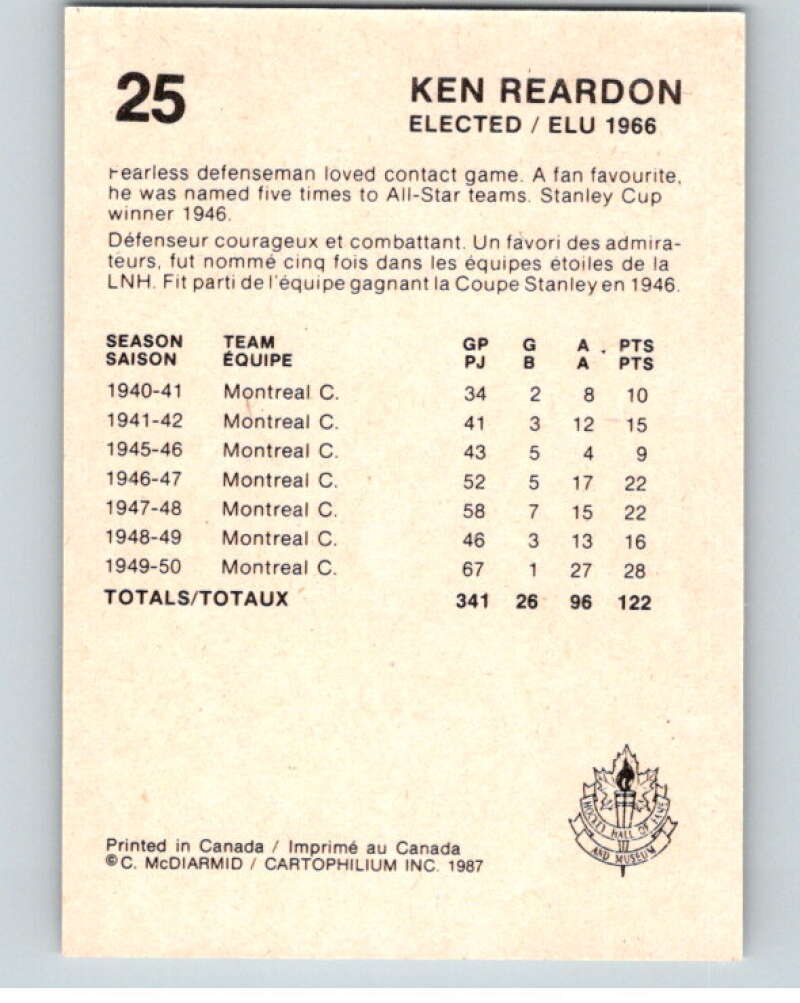 25
KEN REARDON
ELECTED / ELU 1966
Fearless defenseman loved contact game. A fan favourite,
he was named five times to All-Star teams. Stanley Cup
winner 1946.
Défenseur courageux et combattant. Un favori des admira-
teurs, fut nommé cinq fois dans les équipes étoiles de la
LNH. Fit parti de l'équipe gagnant la Coupe Stanley en 1946.
SEASON TEAM GP G A PTS
SAISON ÉQUIPE PJ B A PTS
1940-41 Montreal C. 34 2 8 10
1941-42 Montreal C. 41 3 12 15
1945-46 Montreal C. 43 5 4 9
1946-47 Montreal C. 52 5 17 22
1947-48 Montreal C. 58 7 15 22
1948-49 Montreal C. 46 3 13 16
1949-50 Montreal C. 67 1 27 28
TOTALS/TOTAUX 341 26 96 122
HOCKEY HALL OF FAME
AND MUSEUM
Printed in Canada / Imprimé au Canada
©C. McDIARMID / CARTOPHILIUM INC. 1987